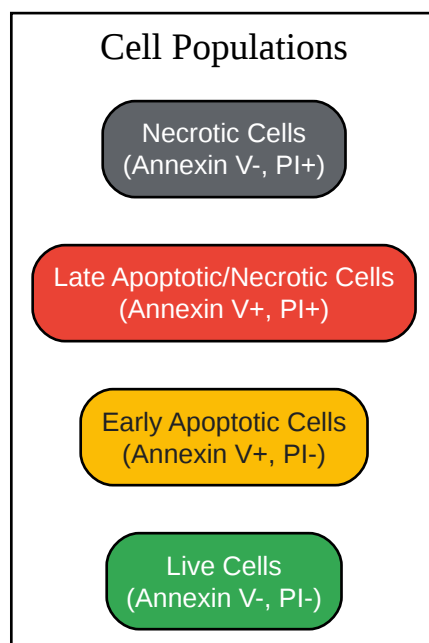 Cell Populations
Necrotic Cells
(Annexin V-, PI+)
Late Apoptotic/Necrotic Cells
(Annexin V+, PI+)
Early Apoptotic Cells
(Annexin V+, PI-)
Live Cells
(Annexin V-, PI-)